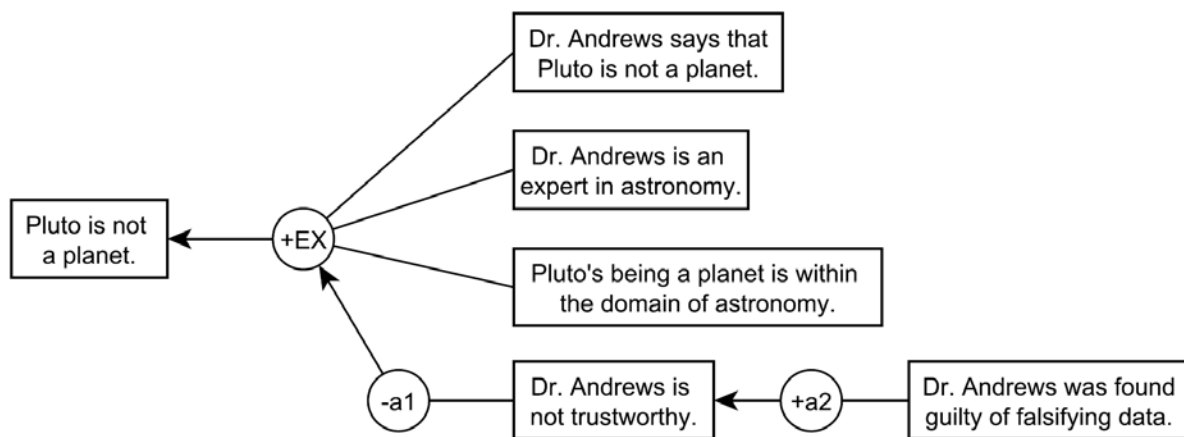 Dr. Andrews says that
Pluto is not a planet.
Dr. Andrews is an
expert in astronomy.
Pluto is not
a planet.
+EX
Pluto's being a planet is within
the domain of astronomy.
-a1
Dr. Andrews is
not trustworthy.
+a2
Dr. Andrews was found
guilty of falsifying data.